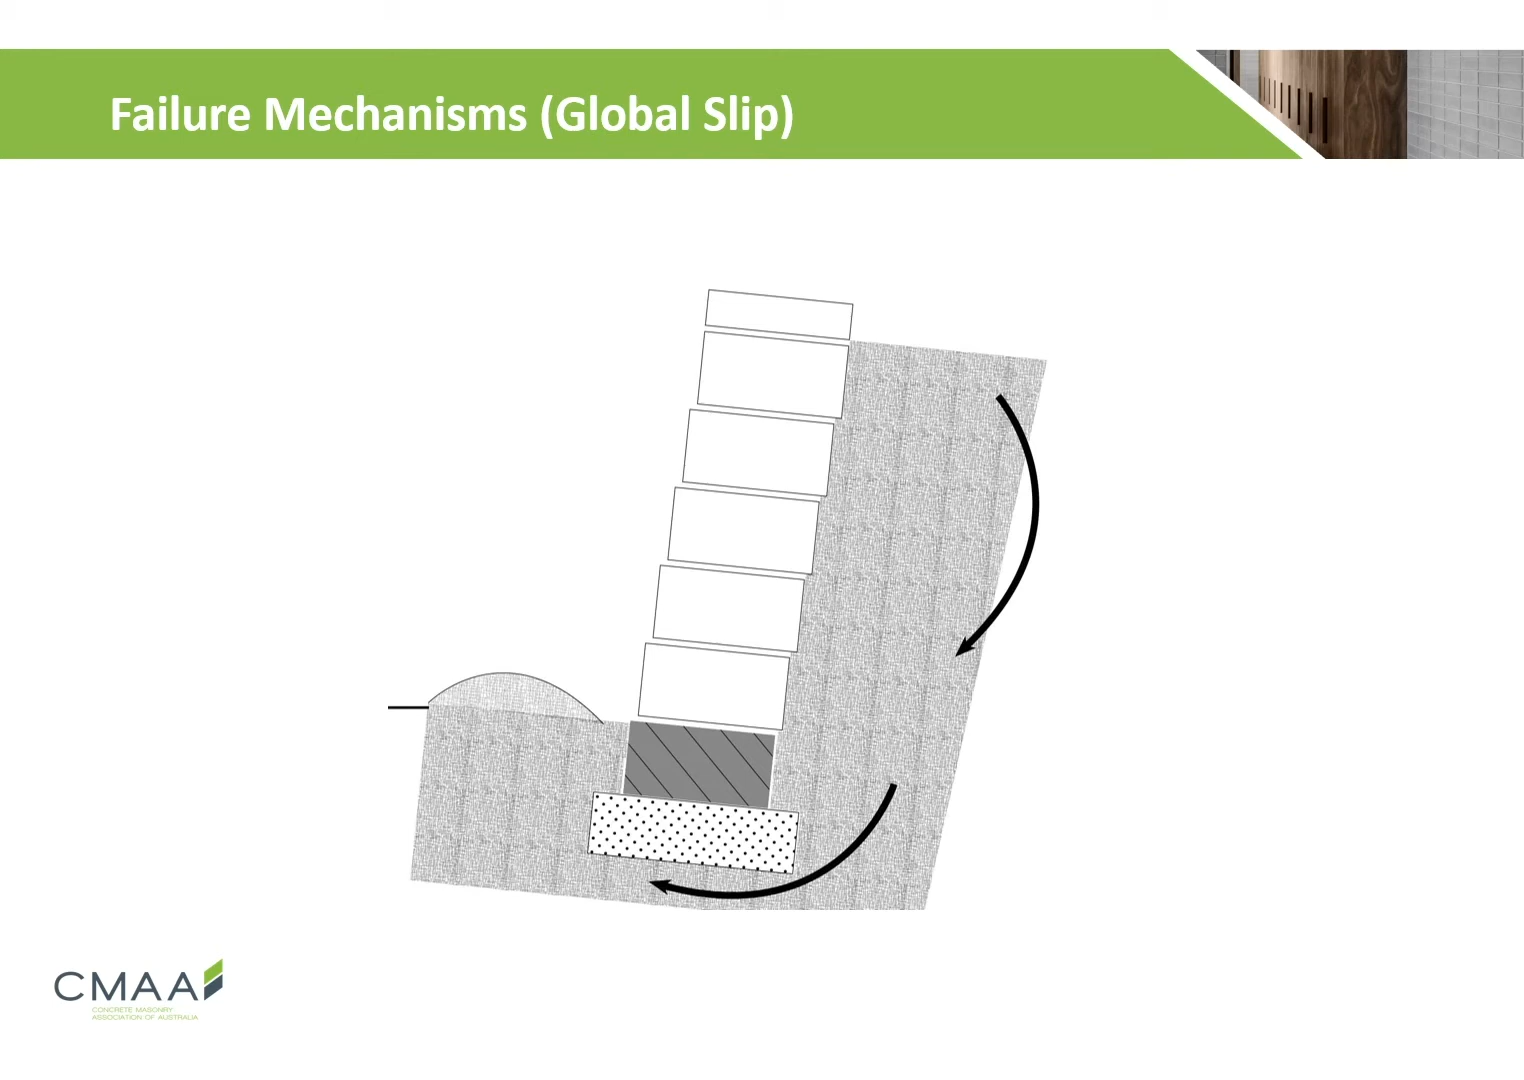 Failure Mechanisms (Global Slip)
CMAA
CONCRETE MASONRY
ASSOCIATION OF AUSTRALIA